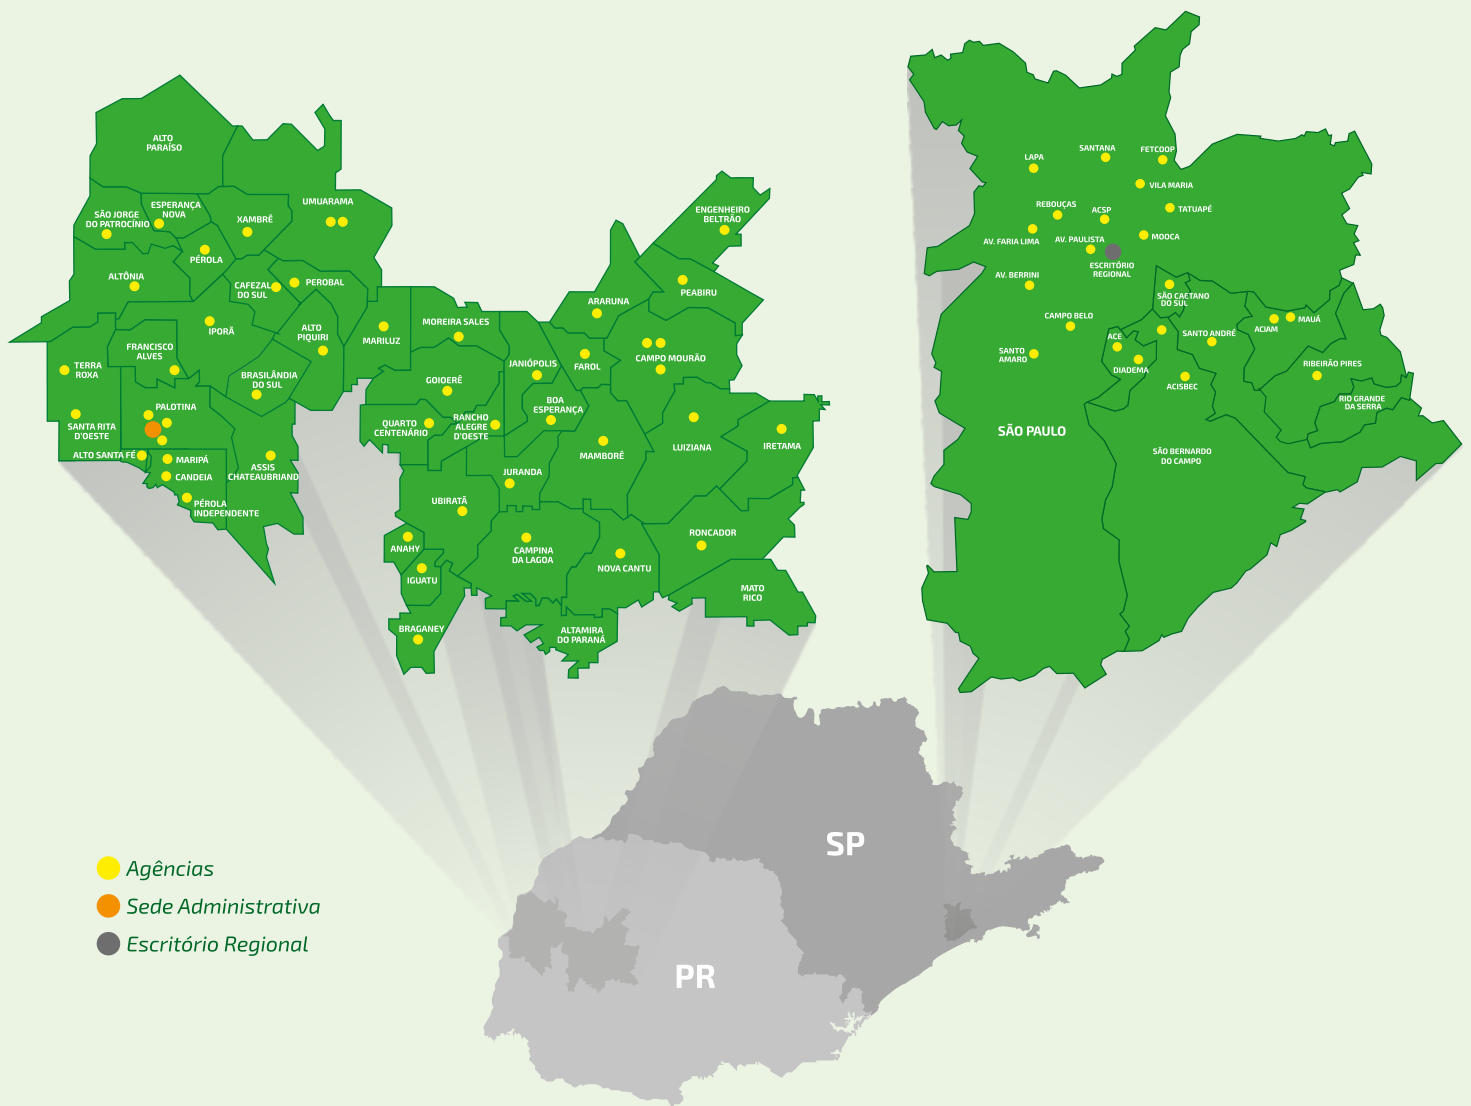 ALTO
PARAÍSO
SÃO JORGE
DO PATROCÍNIO
ESPERANÇA
NOVA
XAMBRÊ
UMUARAMA
PÉROLA
ALTÔNIA
CAFEZAL
DO SUL
PEROBAL
IPORÃ
ALTO
PIQUIRI
MARILUZ
FRANCISCO
ALVES
TERRA
ROXA
BRASILÂNDIA
DO SUL
PALOTINA
SANTA RITA
D'OESTE
ALTO SANTA FÉ
MARIPÁ
CANDEIA
PÉROLA
INDEPENDENTE
ASSIS
CHATEAUBRIAND
ENGENHEIRO
BELTRÃO
PEABIRU
ARARUNA
MOREIRA SALES
JANIÓPOLIS
FAROL
CAMPO MOURÃO
GOIOERÊ
BOA
ESPERANÇA
QUARTO
CENTENÁRIO
RANCHO
ALEGRE
D'OESTE
MAMBORÊ
LUIZIANA
IRETAMA
JURANDA
UBIRATÃ
ANAHY
IGUATU
BRAGANEY
CAMPINA
DA LAGOA
NOVA CANTU
RONCADOR
MATO
RICO
ALTAMIRA
DO PARANÁ
LAPA
SANTANA
FETCOOP
VILA MARIA
REBOUÇAS
ACSP
TATUAPÉ
AV. FARIA LIMA
AV. PAULISTA
MOOCA
ESCRITÓRIO
REGIONAL
AV. BERRINI
SÃO CAETANO
DO SUL
CAMPO BELO
ACE
SANTO ANDRÉ
ACIAM
MAUÁ
SANTO
AMARO
DIADEMA
ACISBEC
RIBEIRÃO PIRES
RIO GRANDE
DA SERRA
SÃO PAULO
SÃO BERNARDO
DO CAMPO
SP
PR
Agências
Sede Administrativa
Escritório Regional